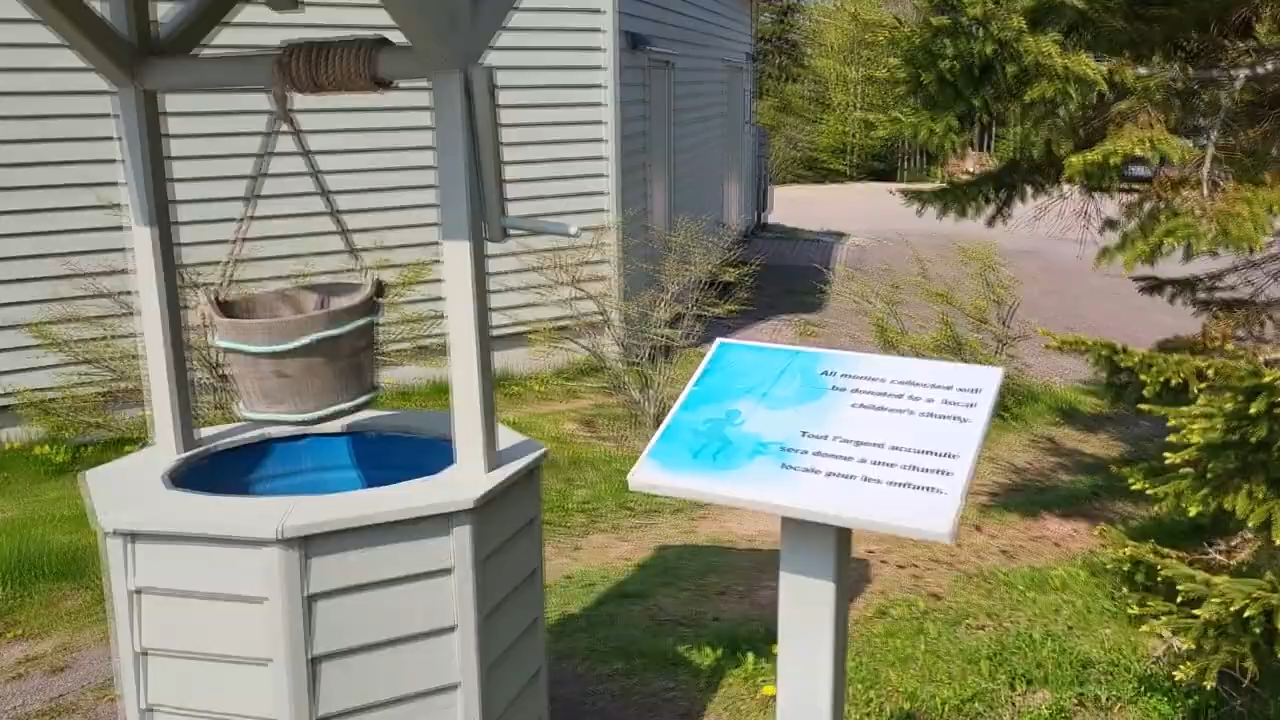 All monies collected will
be donated to a local
children's charity.
Tout l'argent accumulé
sera donne à une charité
locale pour les enfants.